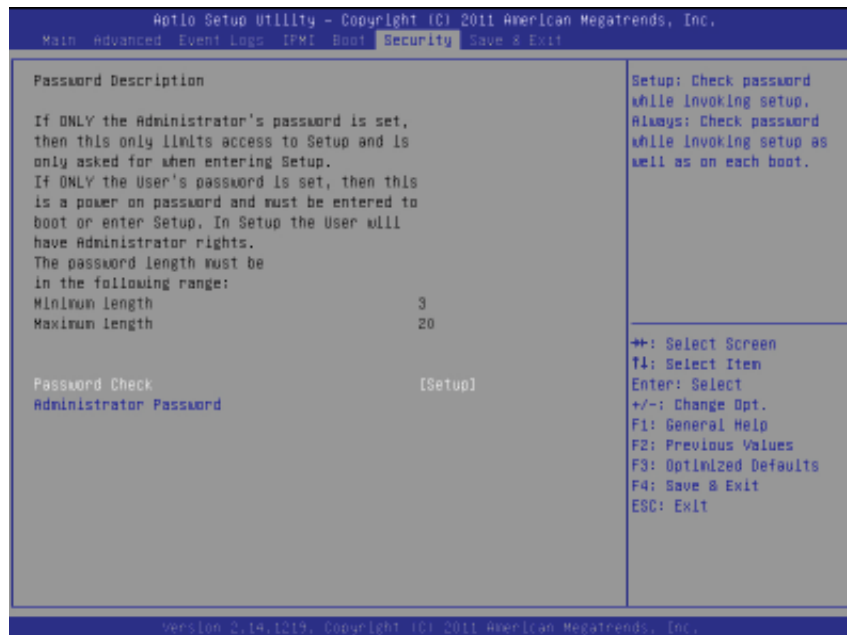 Aptio Setup Utility – Copyright (C) 2011 American Megatrends, Inc.
Main Advanced Event Logs IPMI Boot Security Save & Exit
Password Description
If ONLY the Administrator's password is set,
then this only limits access to Setup and is
only asked for when entering Setup.
If ONLY the User's password is set, then this
is a power on password and must be entered to
boot or enter Setup. In Setup the User will
have Administrator rights.
The password length must be
in the following range:
Minimum length 3
Maximum length 20
Password Check [Setup]
Administrator Password
Setup: Check password
while invoking setup.
Always: Check password
while invoking setup as
well as on each boot.
→←: Select Screen
↑↓: Select Item
Enter: Select
+/-: Change Opt.
F1: General Help
F2: Previous Values
F3: Optimized Defaults
F4: Save & Exit
ESC: Exit
Version 2.14.1219. Copyright (C) 2011 American Megatrends, Inc.